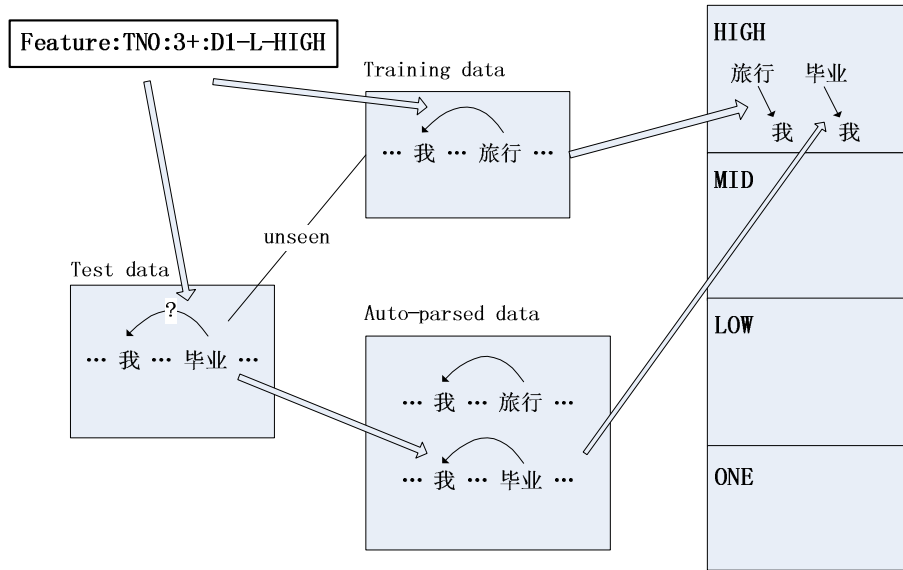 Feature:TNO:3+:D1-L-HIGH
Training data
… 我 … 旅行 …
unseen
Test data
?
… 我 … 毕业 …
Auto-parsed data
… 我 … 旅行 …
… 我 … 毕业 …
HIGH
旅行 毕业
我 我
MID
LOW
ONE